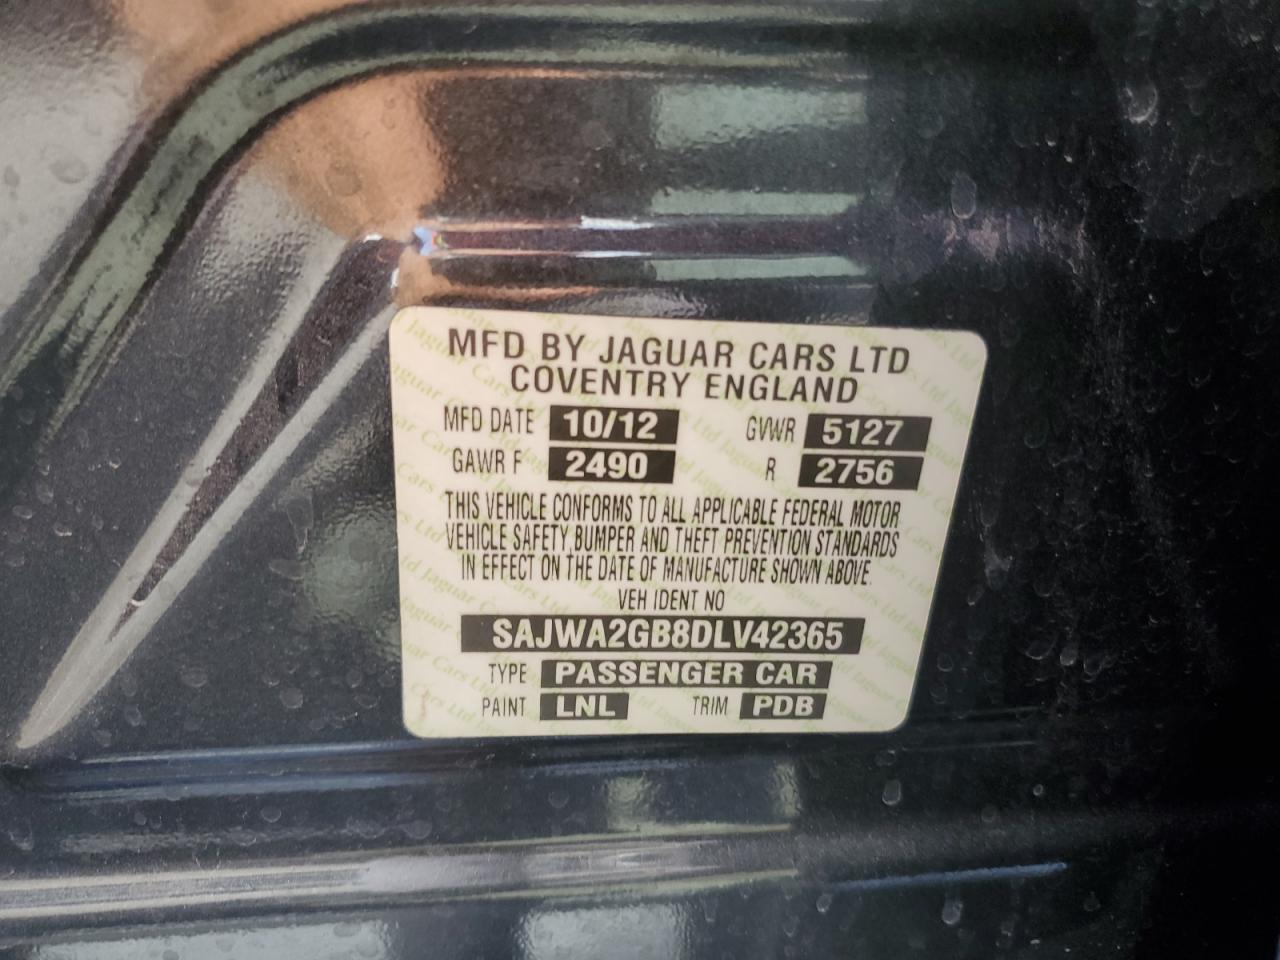 MFD BY JAGUAR CARS LTD
COVENTRY ENGLAND
MFD DATE 10/12 GVWR 5127
GAWR F 2490 R 2756
THIS VEHICLE CONFORMS TO ALL APPLICABLE FEDERAL MOTOR
VEHICLE SAFETY, BUMPER AND THEFT PREVENTION STANDARDS
IN EFFECT ON THE DATE OF MANUFACTURE SHOWN ABOVE.
VEH IDENT NO
SAJWA2GB8DLV42365
TYPE PASSENGER CAR
PAINT LNL TRIM PDB